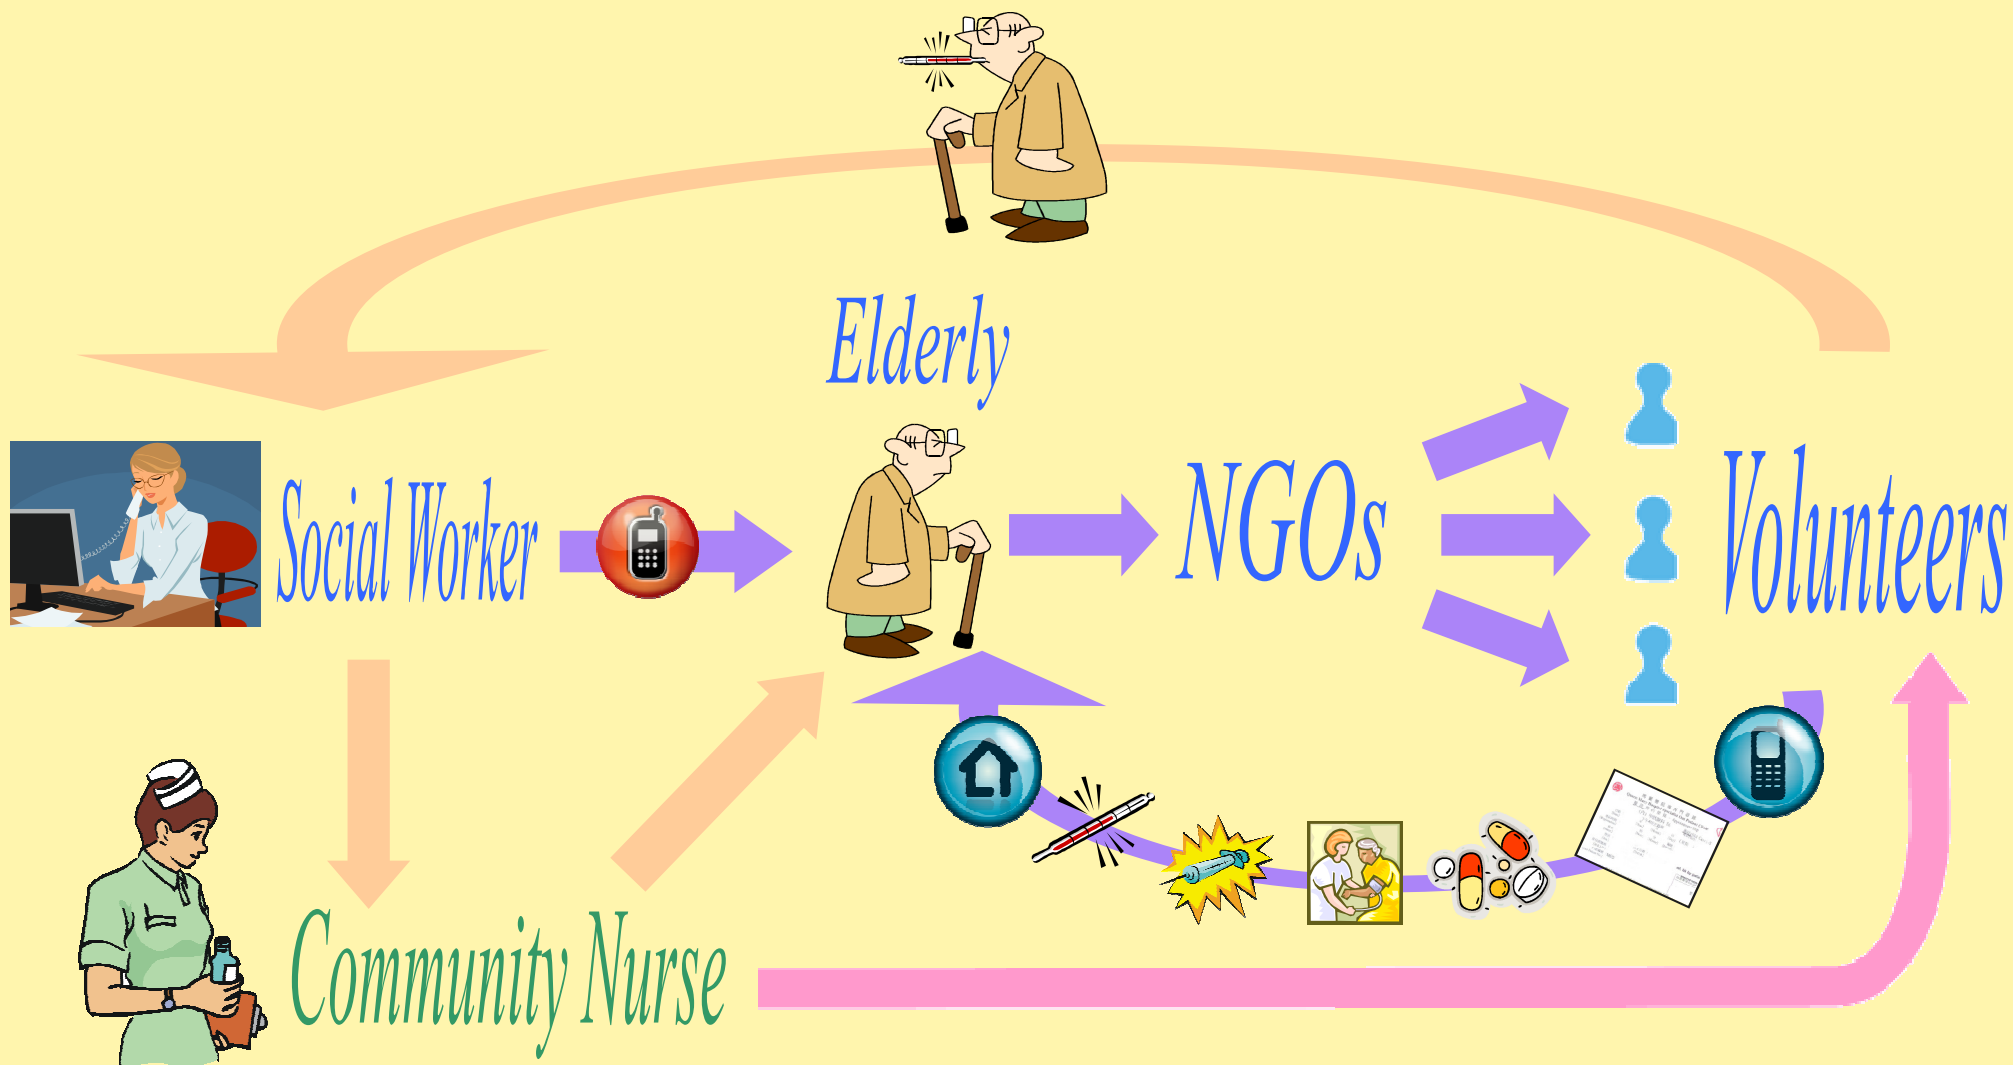 Elderly
Social Worker
NGOs
Volunteers
Community Nurse